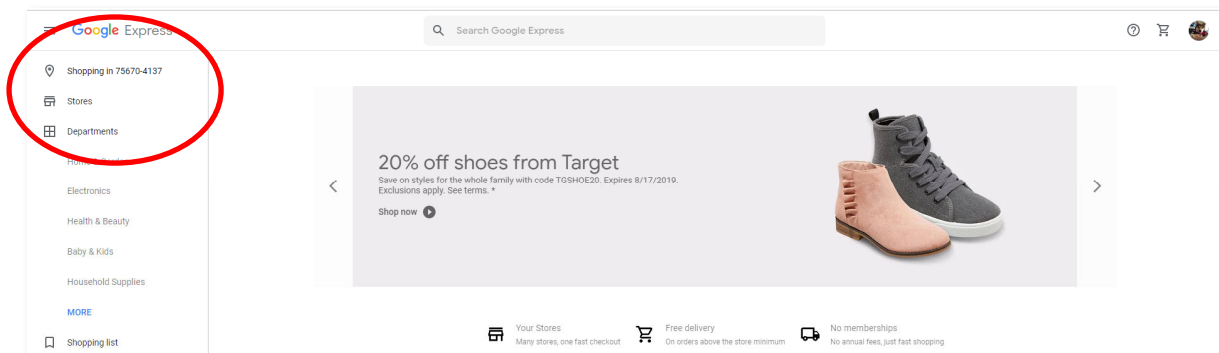 Google Express
Search Google Express
Shopping in 75670-4137
Stores
Departments
Electronics
Health & Beauty
Baby & Kids
Household Supplies
MORE
Shopping list
20% off shoes from Target
Save on styles for the whole family with code TGSHOE20. Expires 8/17/2019.
Exclusions apply. See terms. *
Shop now
Your Stores
Many stores, one fast checkout
Free delivery
On orders above the store minimum
No memberships
No annual fees, just fast shopping